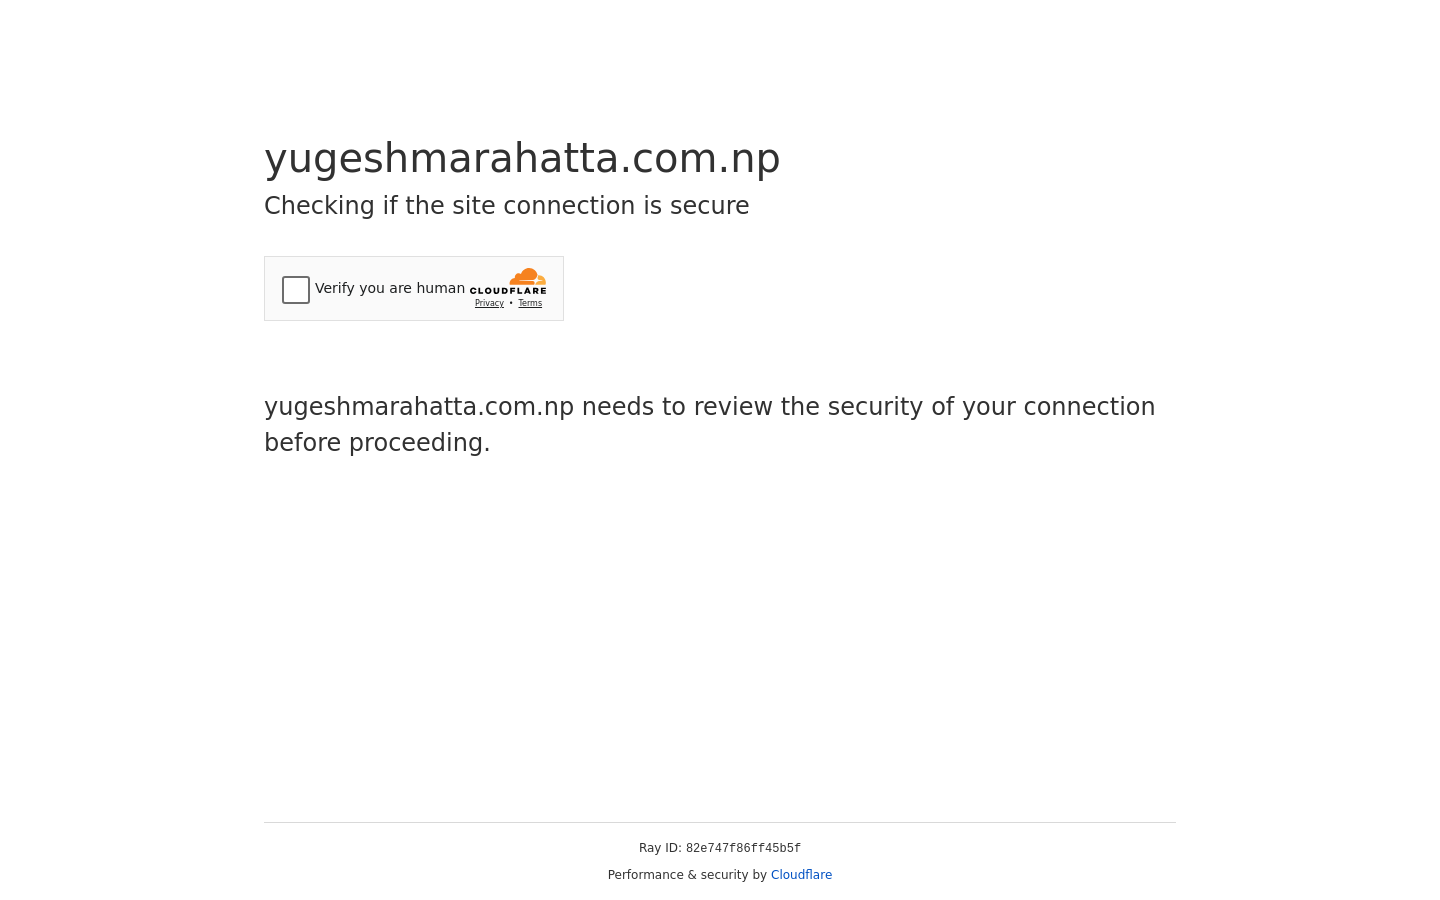 yugeshmarahatta.com.np
Checking if the site connection is secure
Verify you are human
CLOUDFLARE
Privacy • Terms
yugeshmarahatta.com.np needs to review the security of your connection
before proceeding.
Ray ID: 82e747f86ff45b5f
Performance & security by Cloudflare